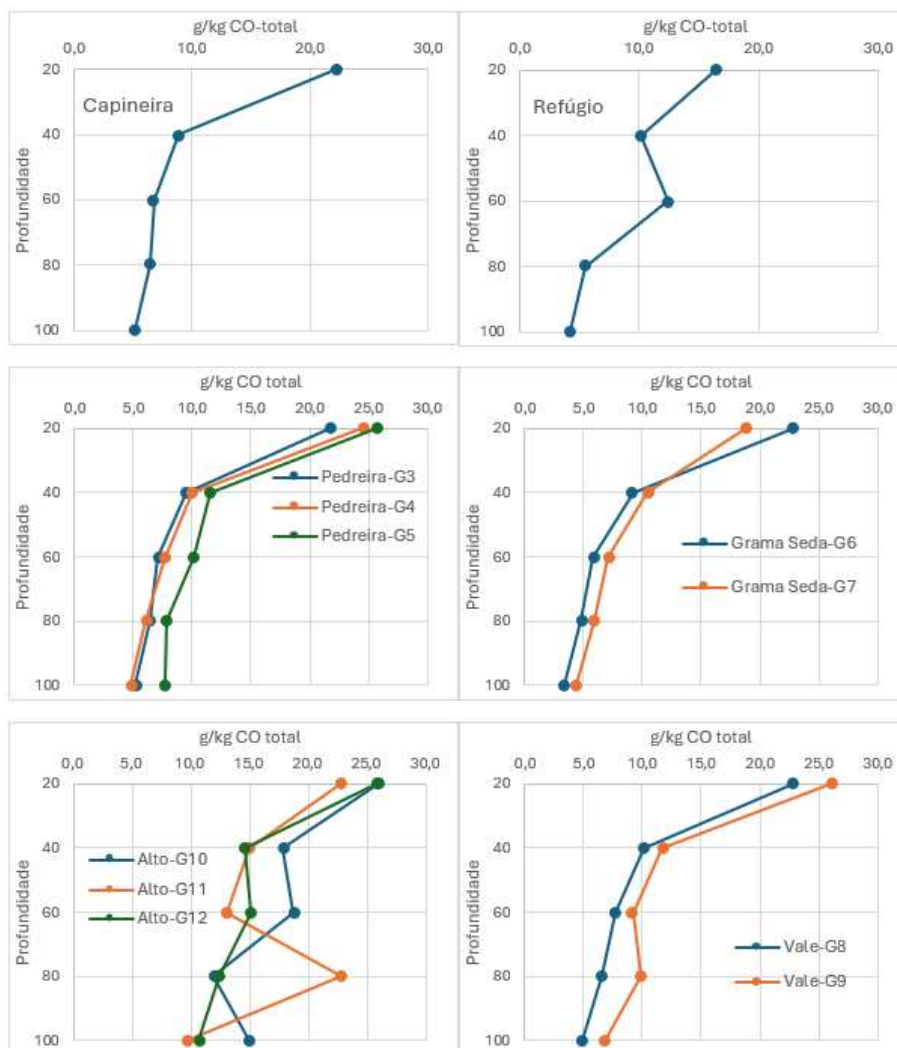 g/kg CO-total
0,0 10,0 20,0 30,0
20
40
60
80
100
Profundidade
Capineira
g/kg CO-total
0,0 10,0 20,0 30,0
20
40
60
80
100
Profundidade
Refúgio
g/kg CO total
0,0 5,0 10,0 15,0 20,0 25,0 30,0
20
40
60
80
100
Profundidade
Pedreira-G3
Pedreira-G4
Pedreira-G5
g/kg CO total
0,0 5,0 10,0 15,0 20,0 25,0 30,0
20
40
60
80
100
Profundidade
Grama Seda-G6
Grama Seda-G7
g/kg CO total
0,0 5,0 10,0 15,0 20,0 25,0 30,0
20
40
60
80
100
Profundidade
Alto-G10
Alto-G11
Alto-G12
g/kg CO total
0,0 5,0 10,0 15,0 20,0 25,0 30,0
20
40
60
80
100
Profundidade
Vale-G8
Vale-G9